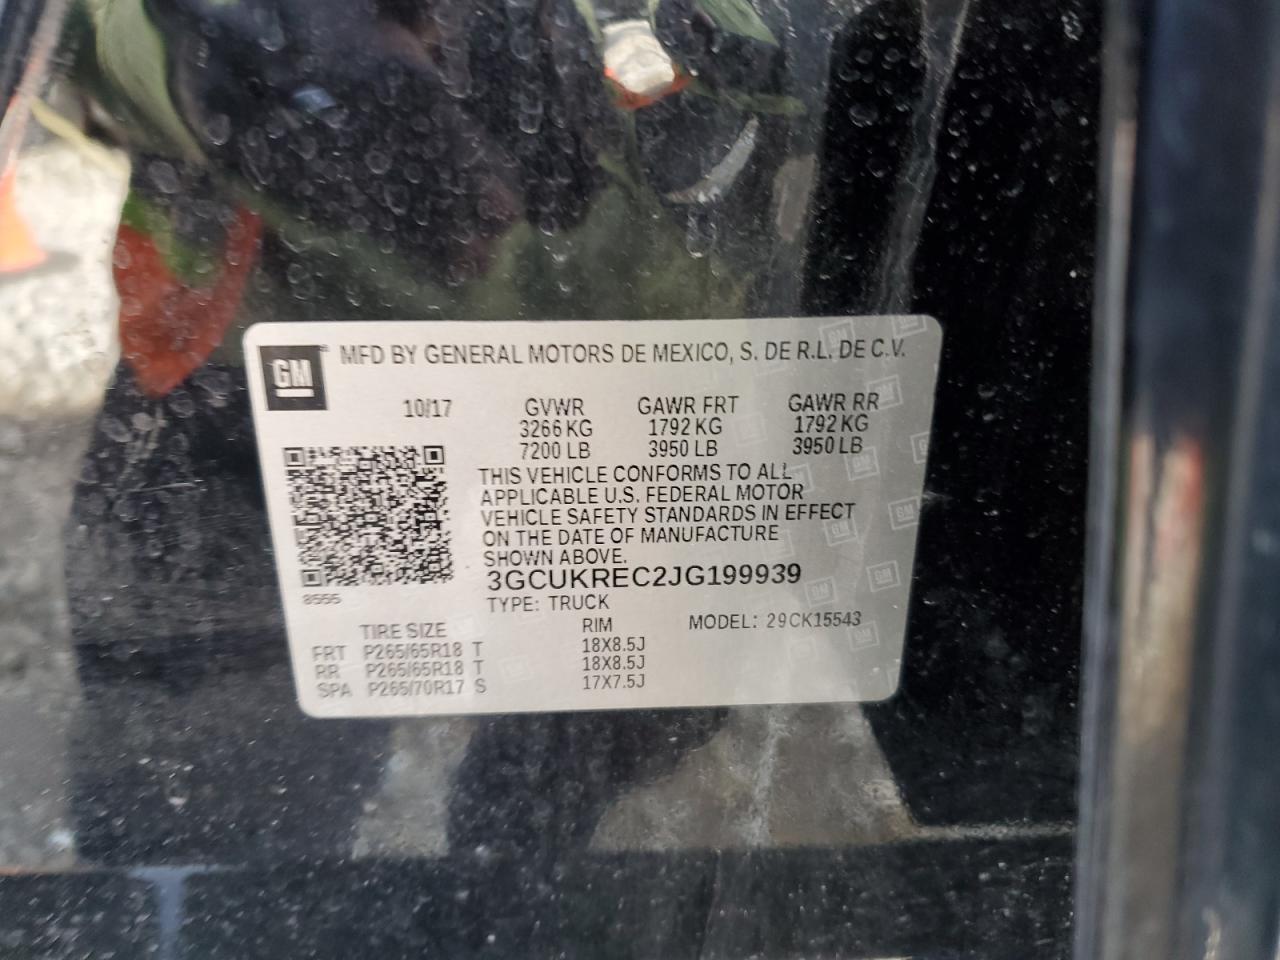 GM
MFD BY GENERAL MOTORS DE MEXICO, S. DE R.L. DE C.V.
10/17 GVWR GAWR FRT GAWR RR
3266 KG 1792 KG 1792 KG
7200 LB 3950 LB 3950 LB
THIS VEHICLE CONFORMS TO ALL
APPLICABLE U.S. FEDERAL MOTOR
VEHICLE SAFETY STANDARDS IN EFFECT
ON THE DATE OF MANUFACTURE
SHOWN ABOVE.
3GCUKREC2JG199939
8555
TYPE: TRUCK
MODEL: 29CK15543
TIRE SIZE RIM
FRT P265/65R18 T 18X8.5J
RR P265/65R18 T 18X8.5J
SPA P265/70R17 S 17X7.5J